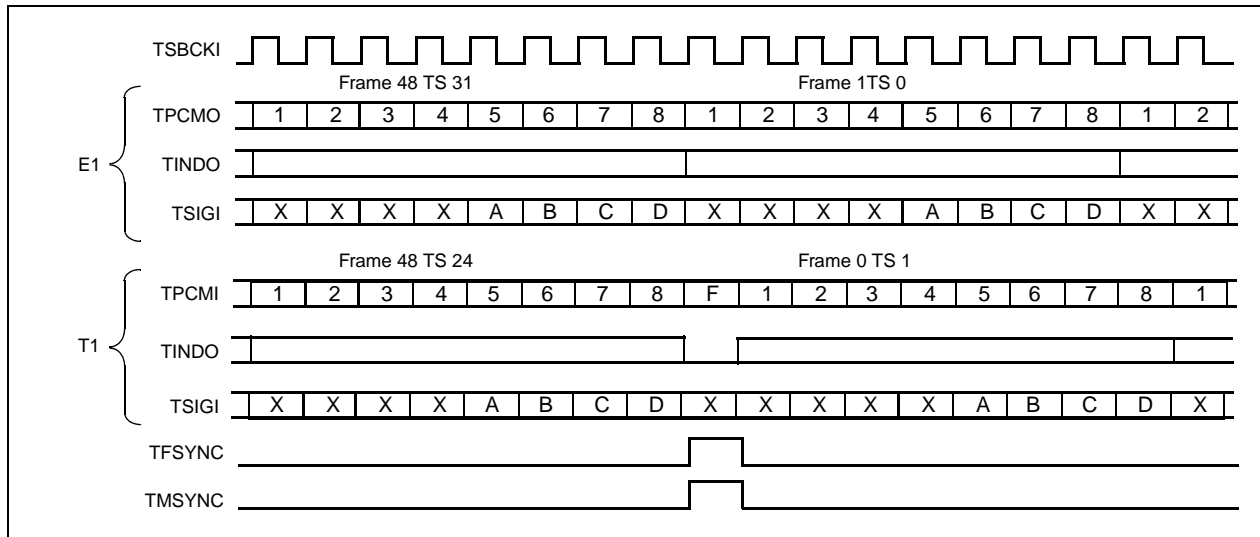 TSBCKI
Frame 48 TS 31 Frame 1TS 0
E1
TPCMO 1 2 3 4 5 6 7 8 1 2 3 4 5 6 7 8 1 2
TINDO
TSIGI X X X X A B C D X X X X A B C D X X
Frame 48 TS 24 Frame 0 TS 1
T1
TPCMI 1 2 3 4 5 6 7 8 F 1 2 3 4 5 6 7 8 1
TINDO
TSIGI X X X X A B C D X X X X X A B C D X
TFSYNC
TMSYNC